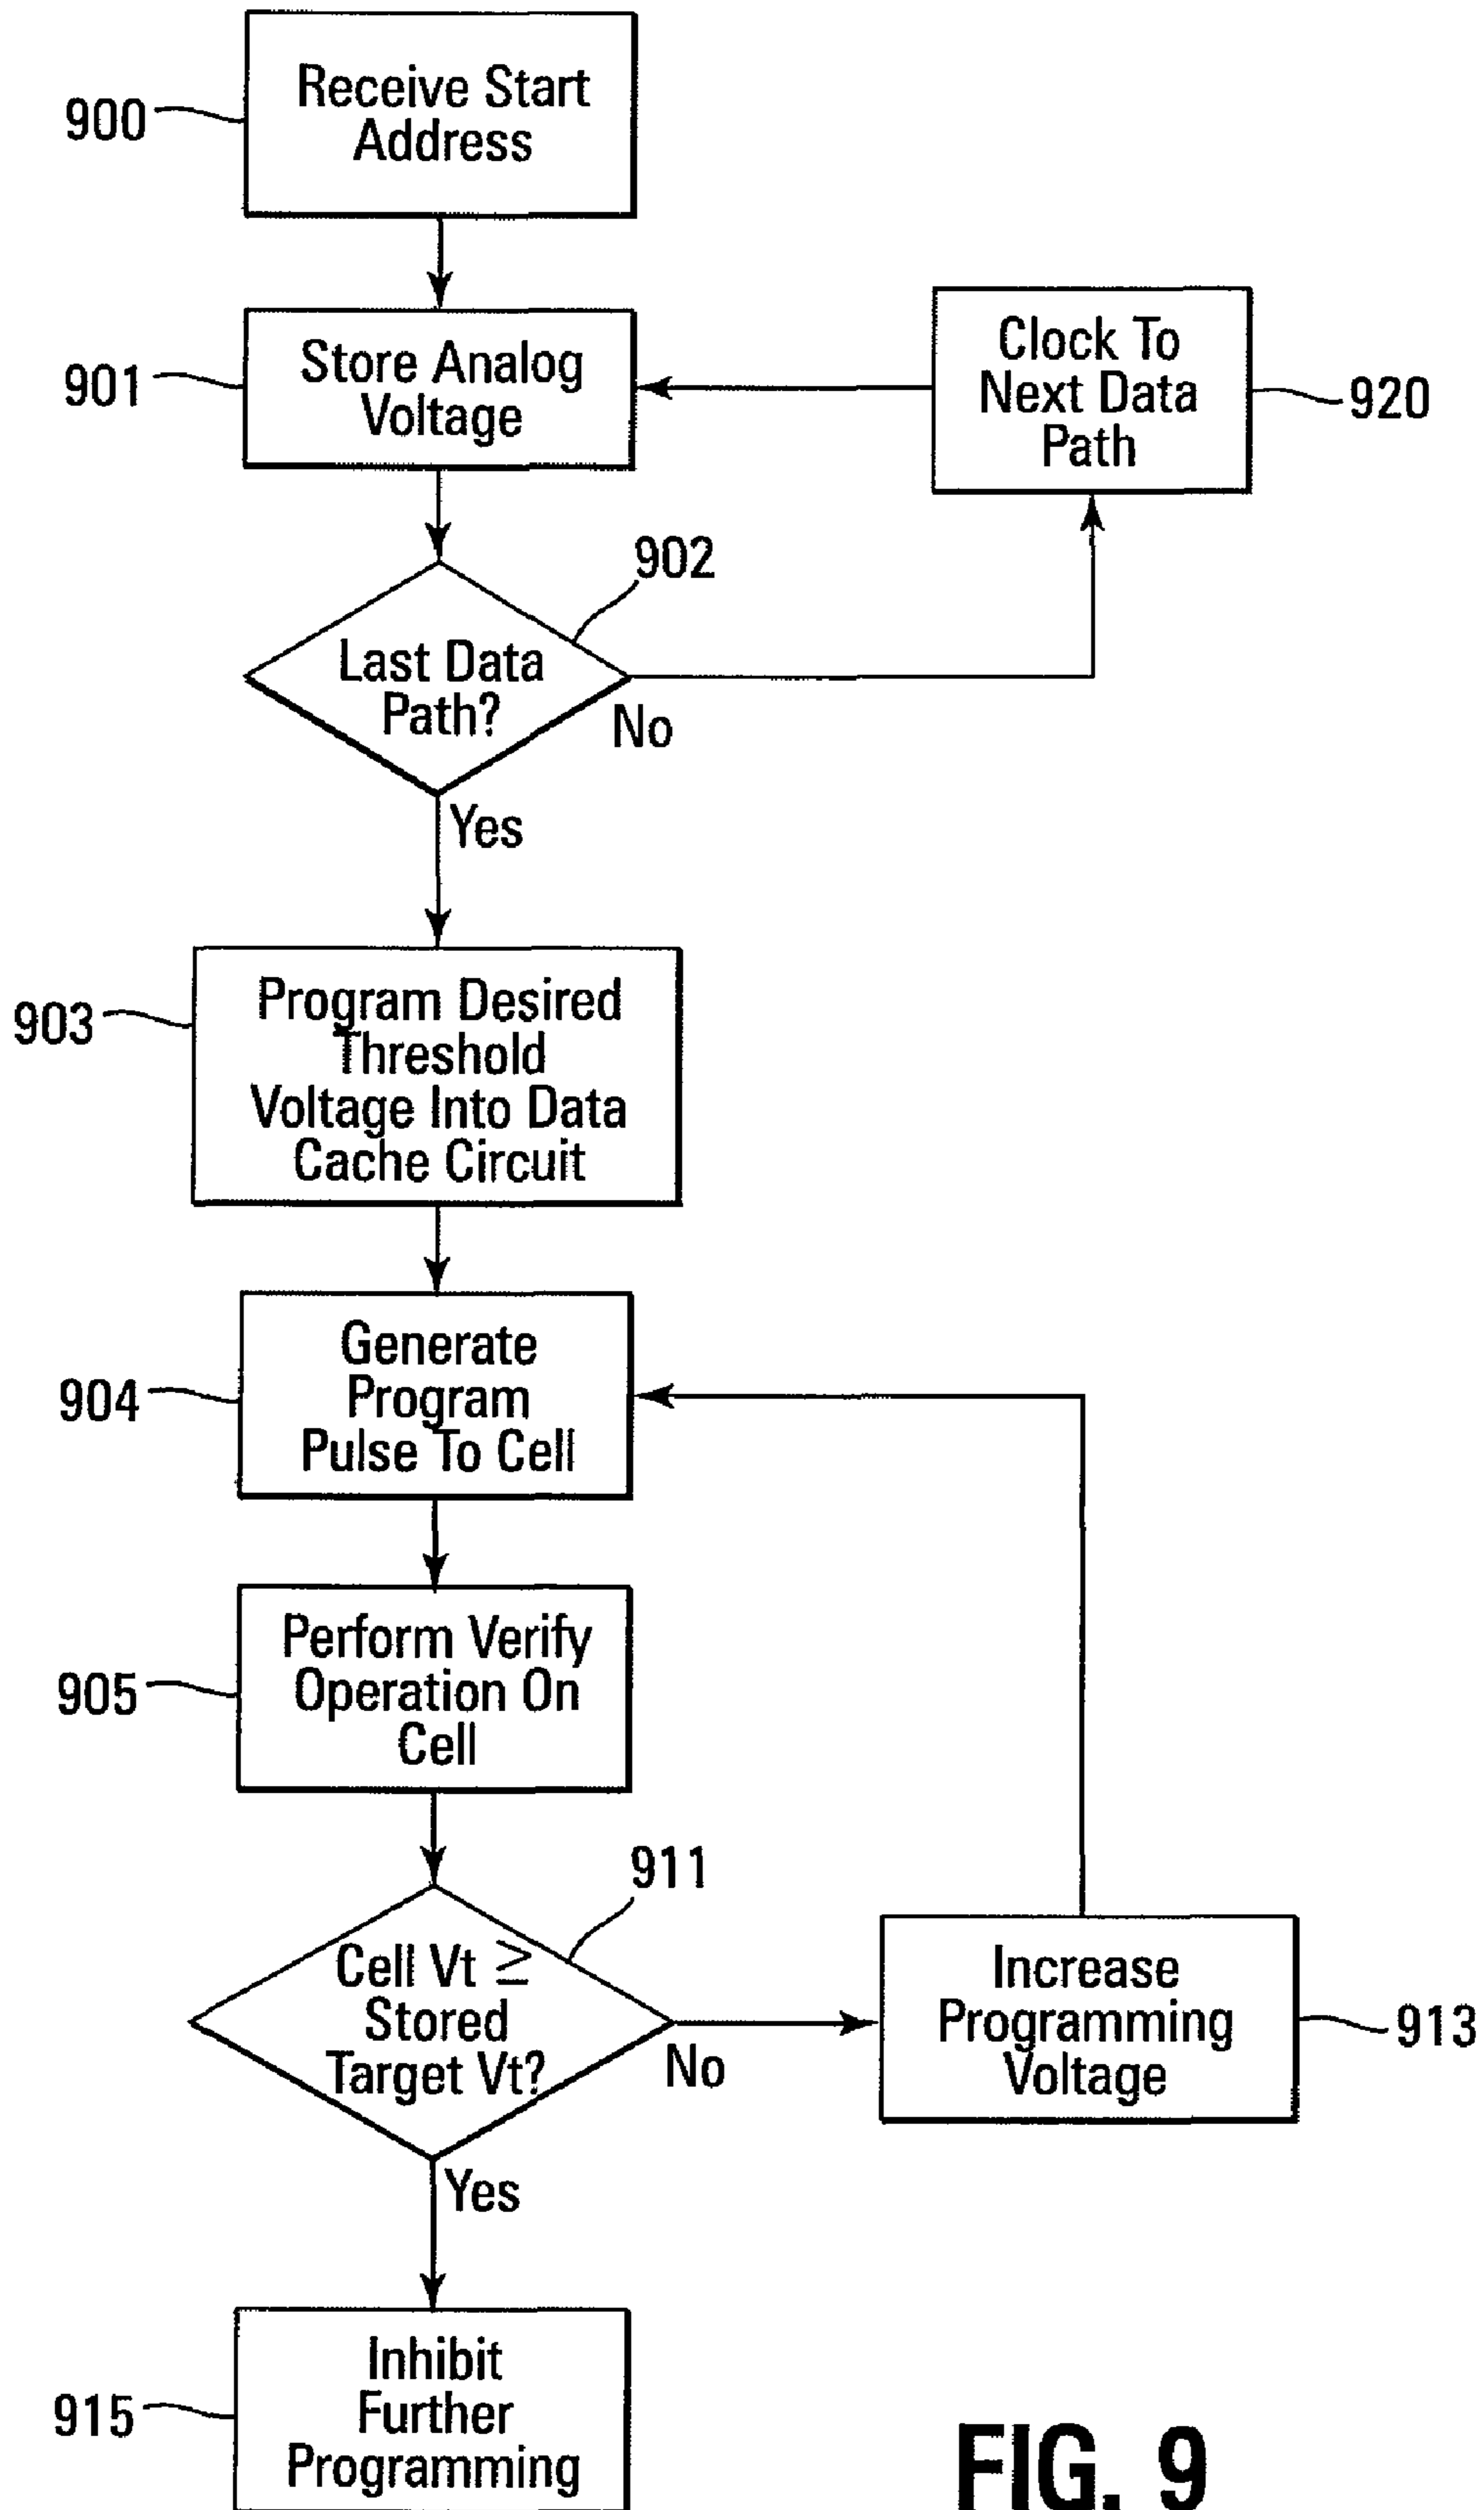 Receive Start
Address
900
Store Analog
Voltage
901
Clock To
Next Data
Path
920
902
Last Data
Path?
No
Yes
Program Desired
Threshold
Voltage Into Data
Cache Circuit
903
Generate
Program
Pulse To Cell
904
Perform Verify
Operation On
Cell
905
911
Cell Vt ≥
Stored
Target Vt?
No
Increase
Programming
Voltage
913
Yes
Inhibit
Further
Programming
915
FIG. 9